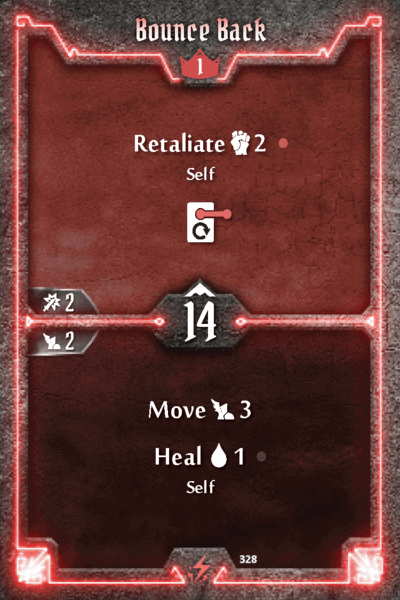 Bounce Back
1
Retaliate 2
Self
2
14
2
Move 3
Heal 1
Self
328